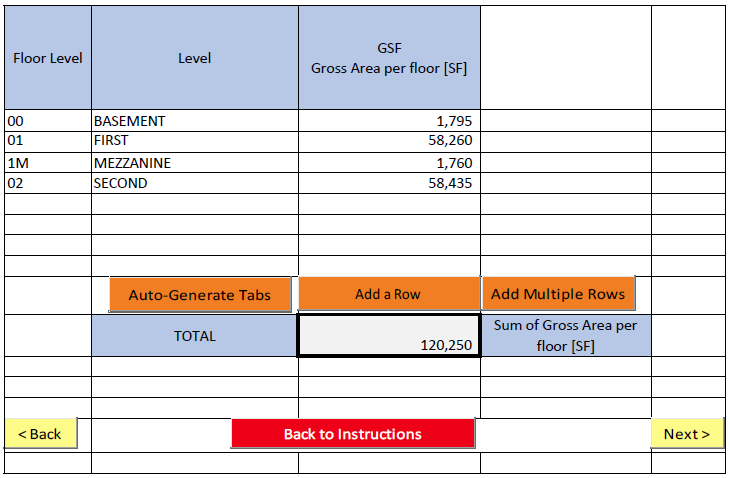 Floor Level
Level
GSF
Gross Area per floor [SF]
00 BASEMENT 1,795
01 FIRST 58,260
1M MEZZANINE 1,760
02 SECOND 58,435
Auto-Generate Tabs
Add a Row
Add Multiple Rows
TOTAL
120,250
Sum of Gross Area per
floor [SF]
< Back
Back to Instructions
Next >